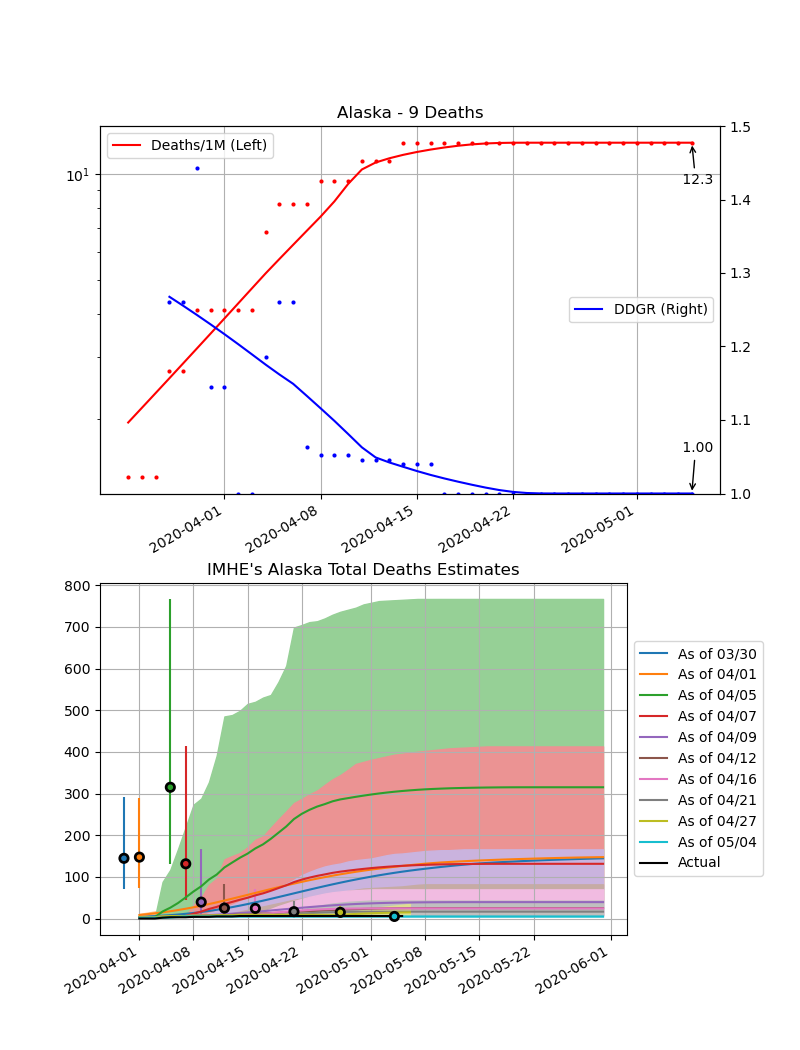 Alaska - 9 Deaths
Deaths/1M (Left)
10^1
12.3
DDGR (Right)
1.00
1.5
1.4
1.3
1.2
1.1
1.0
2020-04-01
2020-04-08
2020-04-15
2020-04-22
2020-05-01
IMHE's Alaska Total Deaths Estimates
800
700
600
500
400
300
200
100
0
2020-04-01
2020-04-08
2020-04-15
2020-04-22
2020-05-01
2020-05-08
2020-05-15
2020-05-22
2020-06-01
As of 03/30
As of 04/01
As of 04/05
As of 04/07
As of 04/09
As of 04/12
As of 04/16
As of 04/21
As of 04/27
As of 05/04
Actual